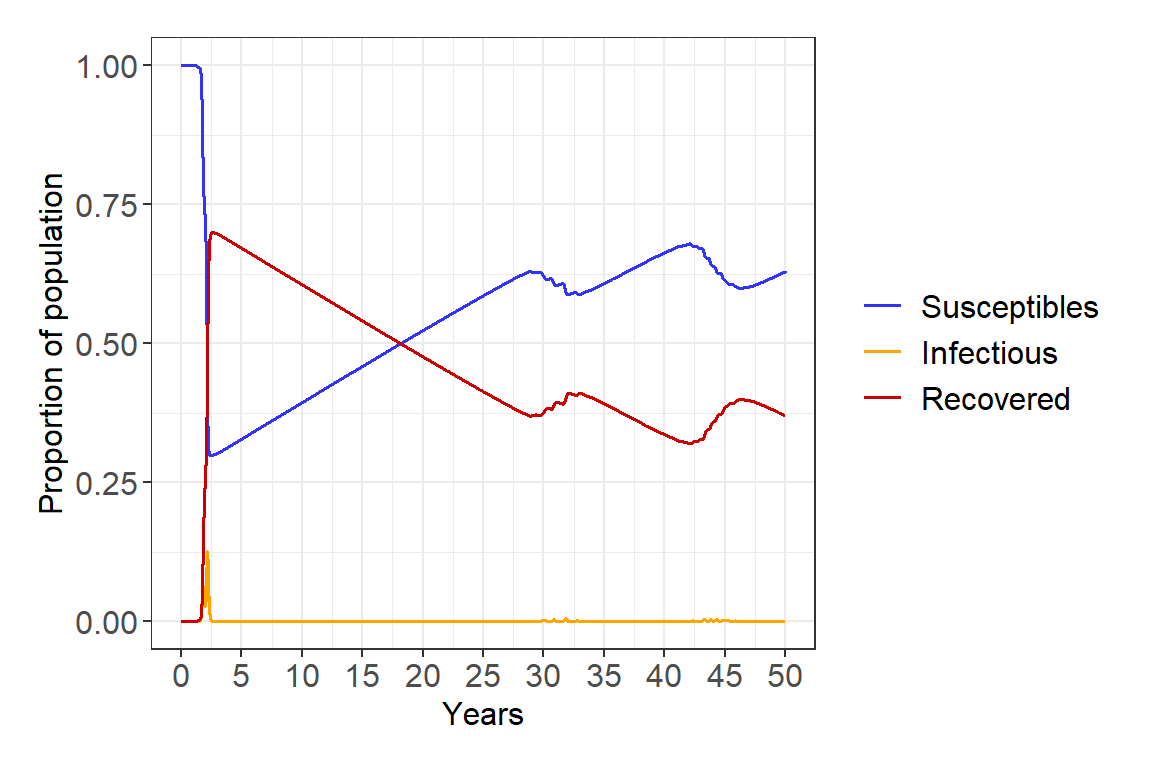 Proportion of population
1.00
0.75
0.50
0.25
0.00
0 5 10 15 20 25 30 35 40 45 50
Years
Susceptibles
Infectious
Recovered